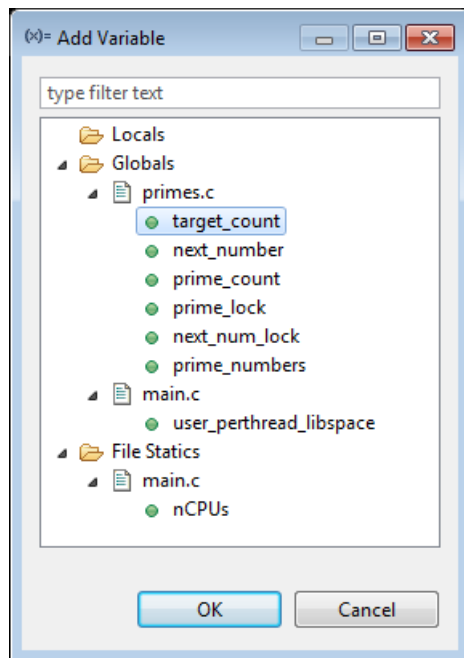 (x)= Add Variable
type filter text
Locals
Globals
primes.c
target_count
next_number
prime_count
prime_lock
next_num_lock
prime_numbers
main.c
user_perthread_libspace
File Statics
main.c
nCPUs
OK Cancel